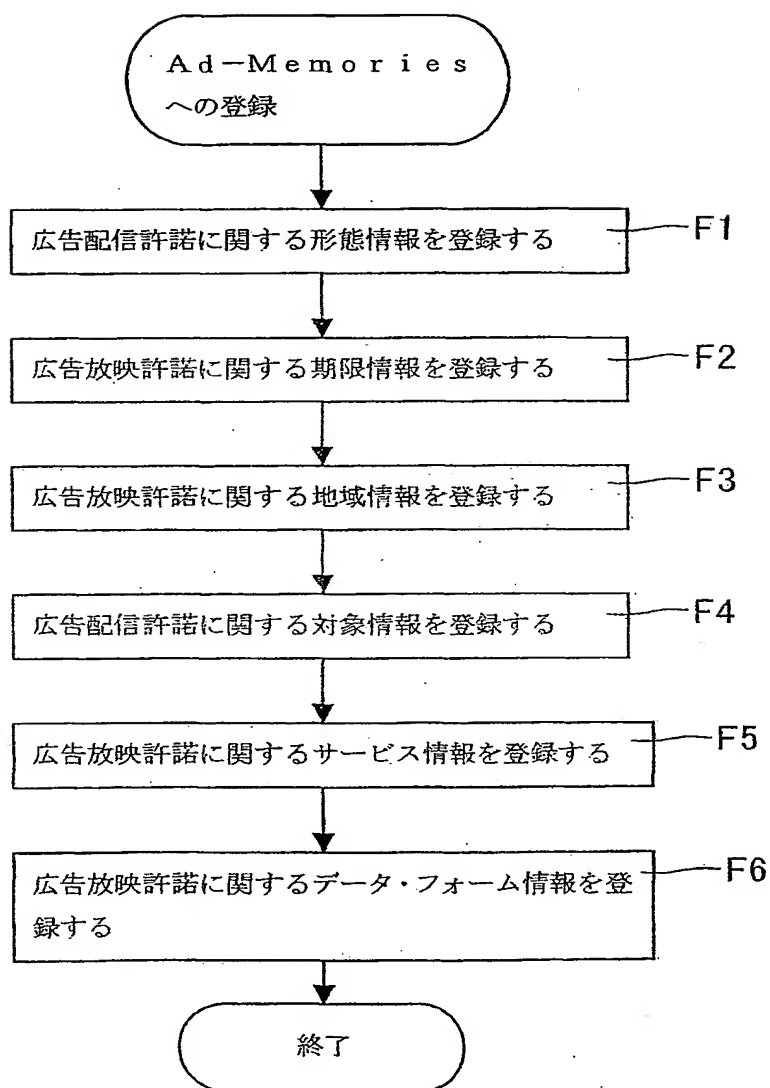 Ad−Memories
への登録
広告配信許諾に関する形態情報を登録する
F1
広告放映許諾に関する期限情報を登録する
F2
広告放映許諾に関する地域情報を登録する
F3
広告配信許諾に関する対象情報を登録する
F4
広告放映許諾に関するサービス情報を登録する
F5
広告放映許諾に関するデータ・フォーム情報を登
録する
F6
終了